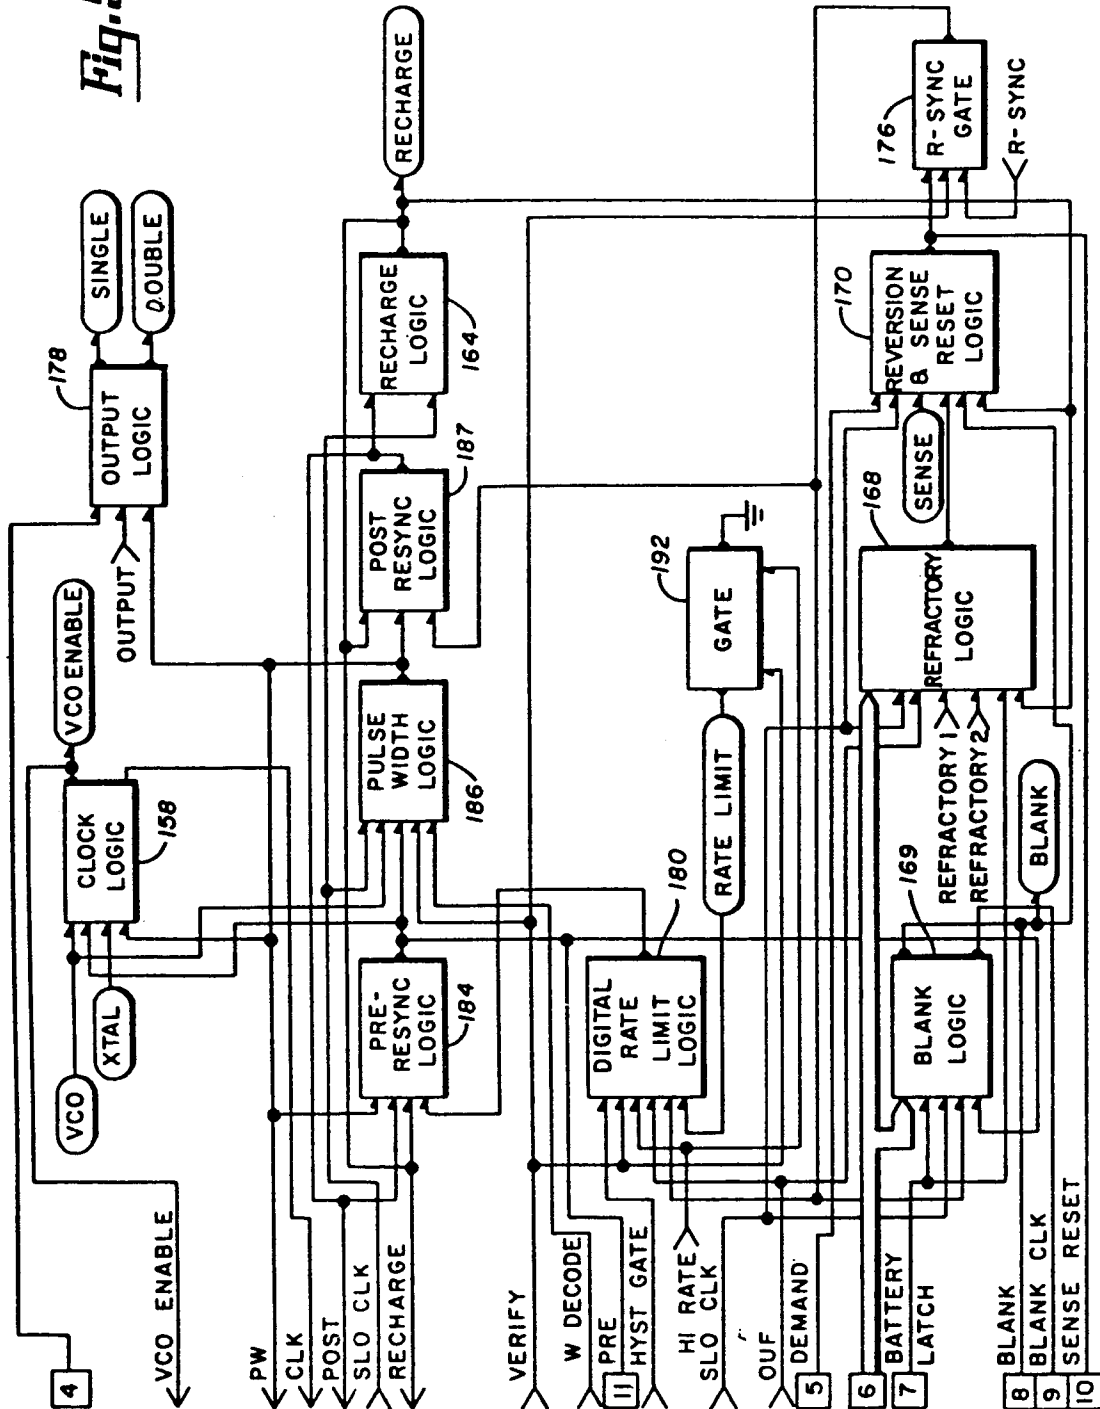 Fig.
4
VCO ENABLE
PW
CLK
POST
SLO CLK
RECHARGE
VERIFY
W DECODE
PRE
11
HYST GATE
HI RATE
SLO CLK
OUF
DEMAND
5
6
BATTERY
7
LATCH
BLANK
8
BLANK CLK
9
SENSE RESET
10
VCO
XTAL
CLOCK
LOGIC
158
VCO ENABLE
OUTPUT
OUTPUT
LOGIC
178
SINGLE
DOUBLE
PRE-
RESYNC
LOGIC
184
PULSE
WIDTH
LOGIC
186
POST
RESYNC
LOGIC
187
RECHARGE
LOGIC
164
RECHARGE
DIGITAL
RATE
LIMIT
LOGIC
180
RATE LIMIT
GATE
192
BLANK
LOGIC
169
BLANK
REFRACTORY 1
REFRACTORY 2
REFRACTORY
LOGIC
168
SENSE
REVERSION
& SENSE
RESET
LOGIC
170
R-SYNC
GATE
176
R-SYNC